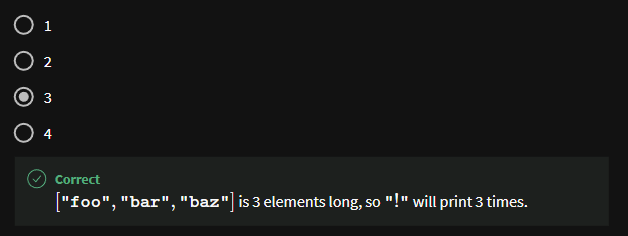 1
2
3
4
Correct
["foo", "bar", "baz"] is 3 elements long, so "!" will print 3 times.